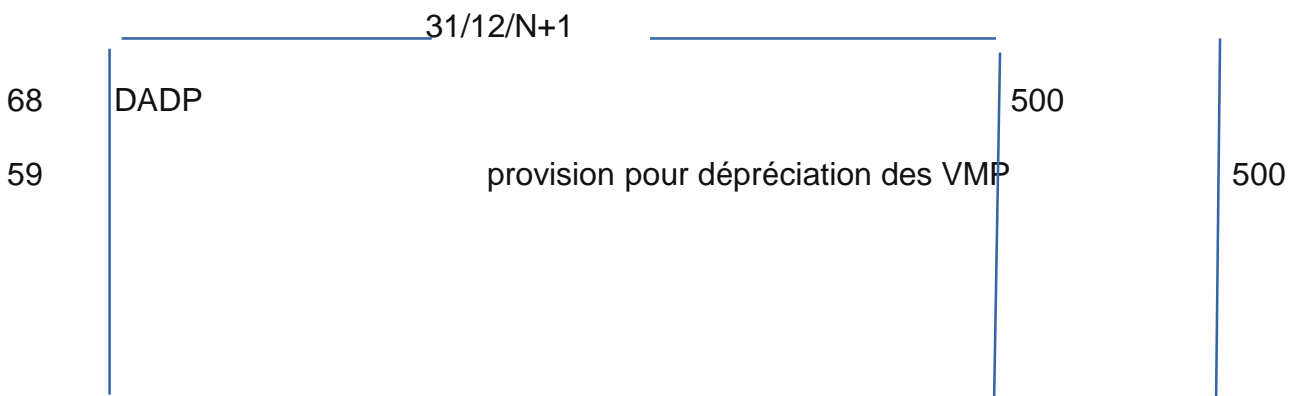 31/12/N+1
68 DADP 500
59 provision pour dépréciation des VMP 500